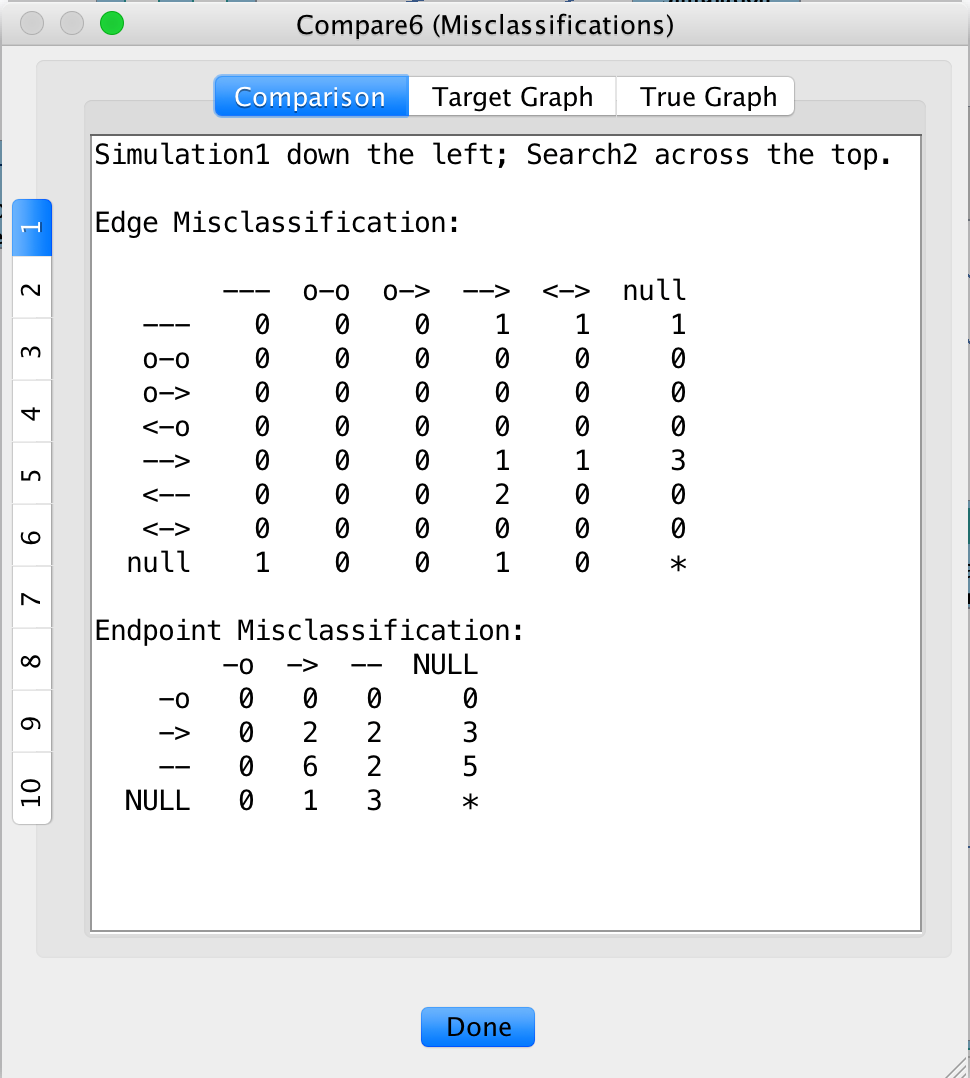 Compare6 (Misclassifications)
Comparison Target Graph True Graph
Simulation1 down the left; Search2 across the top.
Edge Misclassification:
--- o-o o-> --> <-> null
--- 0 0 0 1 1 1
o-o 0 0 0 0 0 0
o-> 0 0 0 0 0 0
<-o 0 0 0 0 0 0
--> 0 0 0 1 1 3
<-- 0 0 0 2 0 0
<-> 0 0 0 0 0 0
null 1 0 0 1 0 *
Endpoint Misclassification:
-o -> -- NULL
-o 0 0 0 0
-> 0 2 2 3
-- 0 6 2 5
NULL 0 1 3 *
1
2
3
4
5
6
7
8
9
10
Done